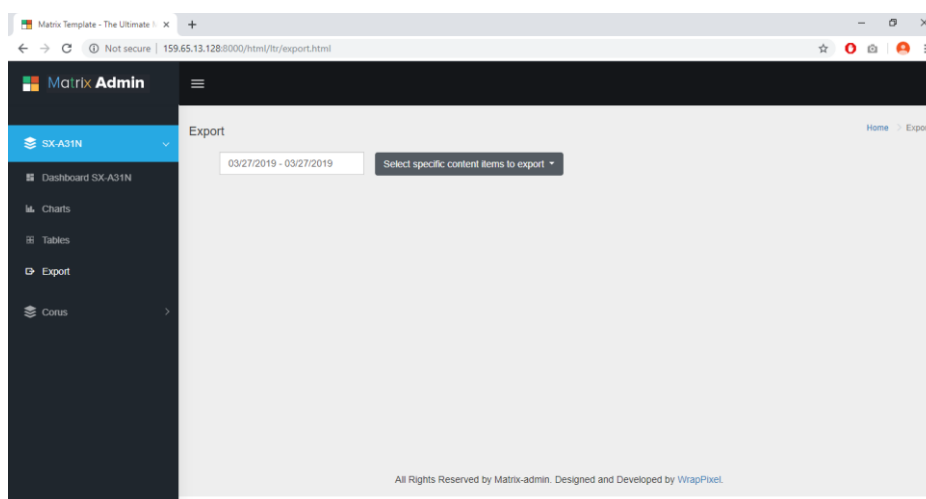 Matrix Template - The Ultimate
Not secure | 159.65.13.128:8000/html/ltr/export.html
Matrix Admin
Export
Home > Expor
SX-A31N
03/27/2019 - 03/27/2019
Select specific content items to export
Dashboard SX-A31N
Charts
Tables
Export
Corus
All Rights Reserved by Matrix-admin. Designed and Developed by WrapPixel.